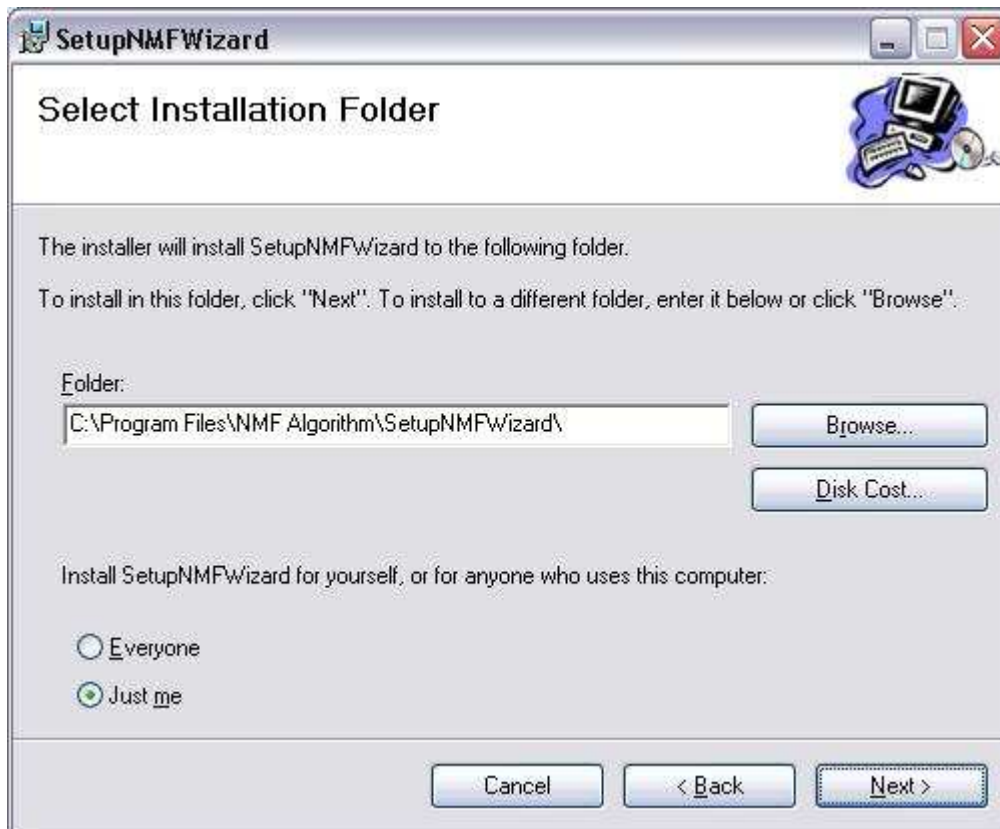 SetupNMFWizard
Select Installation Folder
The installer will install SetupNMFWizard to the following folder.
To install in this folder, click "Next". To install to a different folder, enter it below or click "Browse".
Folder:
C:\Program Files\NMF Algorithm\SetupNMFWizard\
Browse...
Disk Cost...
Install SetupNMFWizard for yourself, or for anyone who uses this computer:
Everyone
Just me
Cancel
< Back
Next >